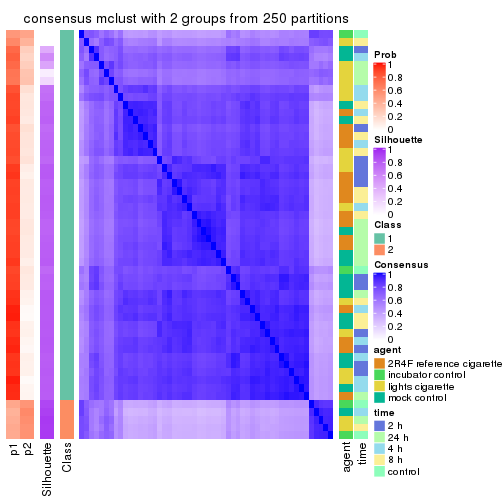 consensus mclust with 2 groups from 250 partitions
Prob
1
0.8
0.6
0.4
0.2
0
Silhouette
1
0.8
0.6
0.4
0.2
0
Class
1
2
Consensus
1
0.8
0.6
0.4
0.2
0
agent
2R4F reference cigarette
incubator control
lights cigarette
mock control
time
2 h
24 h
4 h
8 h
control
p1
p2
Silhouette
Class
agent
time